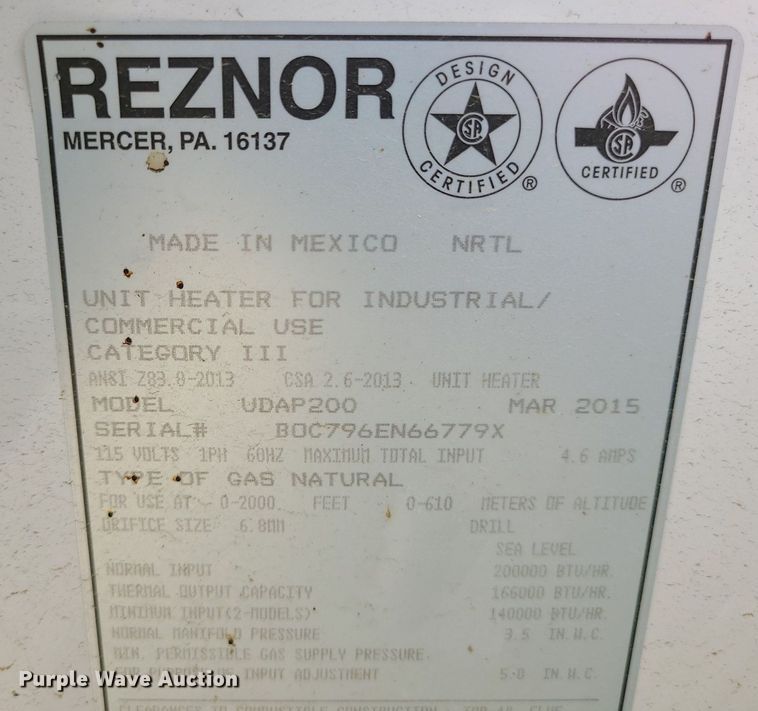 REZNOR
MERCER, PA. 16137
DESIGN CERTIFIED ®
CERTIFIED ®
MADE IN MEXICO NRTL
UNIT HEATER FOR INDUSTRIAL/
COMMERCIAL USE
CATEGORY III
ANSI Z83.8-2013 CSA 2.6-2013 UNIT HEATER
MODEL UDAP200 MAR 2015
SERIAL# BOC796EN66779X
115 VOLTS 1PH 60HZ MAXIMUM TOTAL INPUT 4.6 AMPS
TYPE OF GAS NATURAL
FOR USE AT 0-2000 FEET 0-610 METERS OF ALTITUDE
ORIFICE SIZE 6.8MM DRILL
SEA LEVEL
NORMAL INPUT 200000 BTU/HR.
THERMAL OUTPUT CAPACITY 166000 BTU/HR.
MINIMUM INPUT(2-MODELS) 140000 BTU/HR.
NORMAL MANIFOLD PRESSURE 3.5 IN.W.C.
MIN. PERMISSIBLE GAS SUPPLY PRESSURE
FOR PERMISSIVE INPUT ADJUSTMENT 5.0 IN.W.C.
Purple Wave Auction